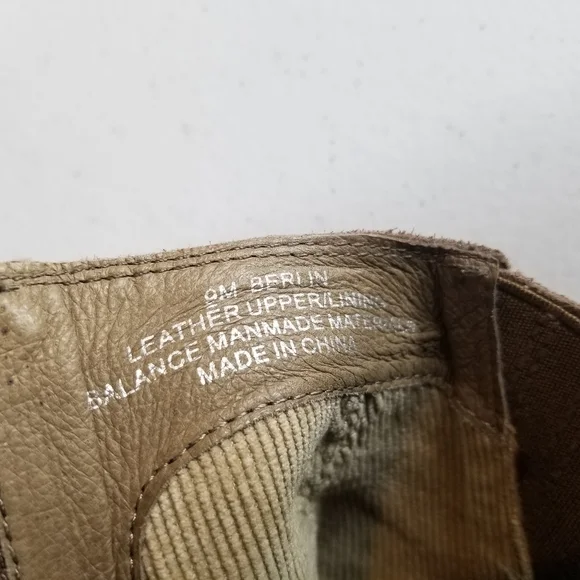 9M BERLIN
LEATHER UPPER/LINING
BALANCE MANMADE MATERIALS
MADE IN CHINA